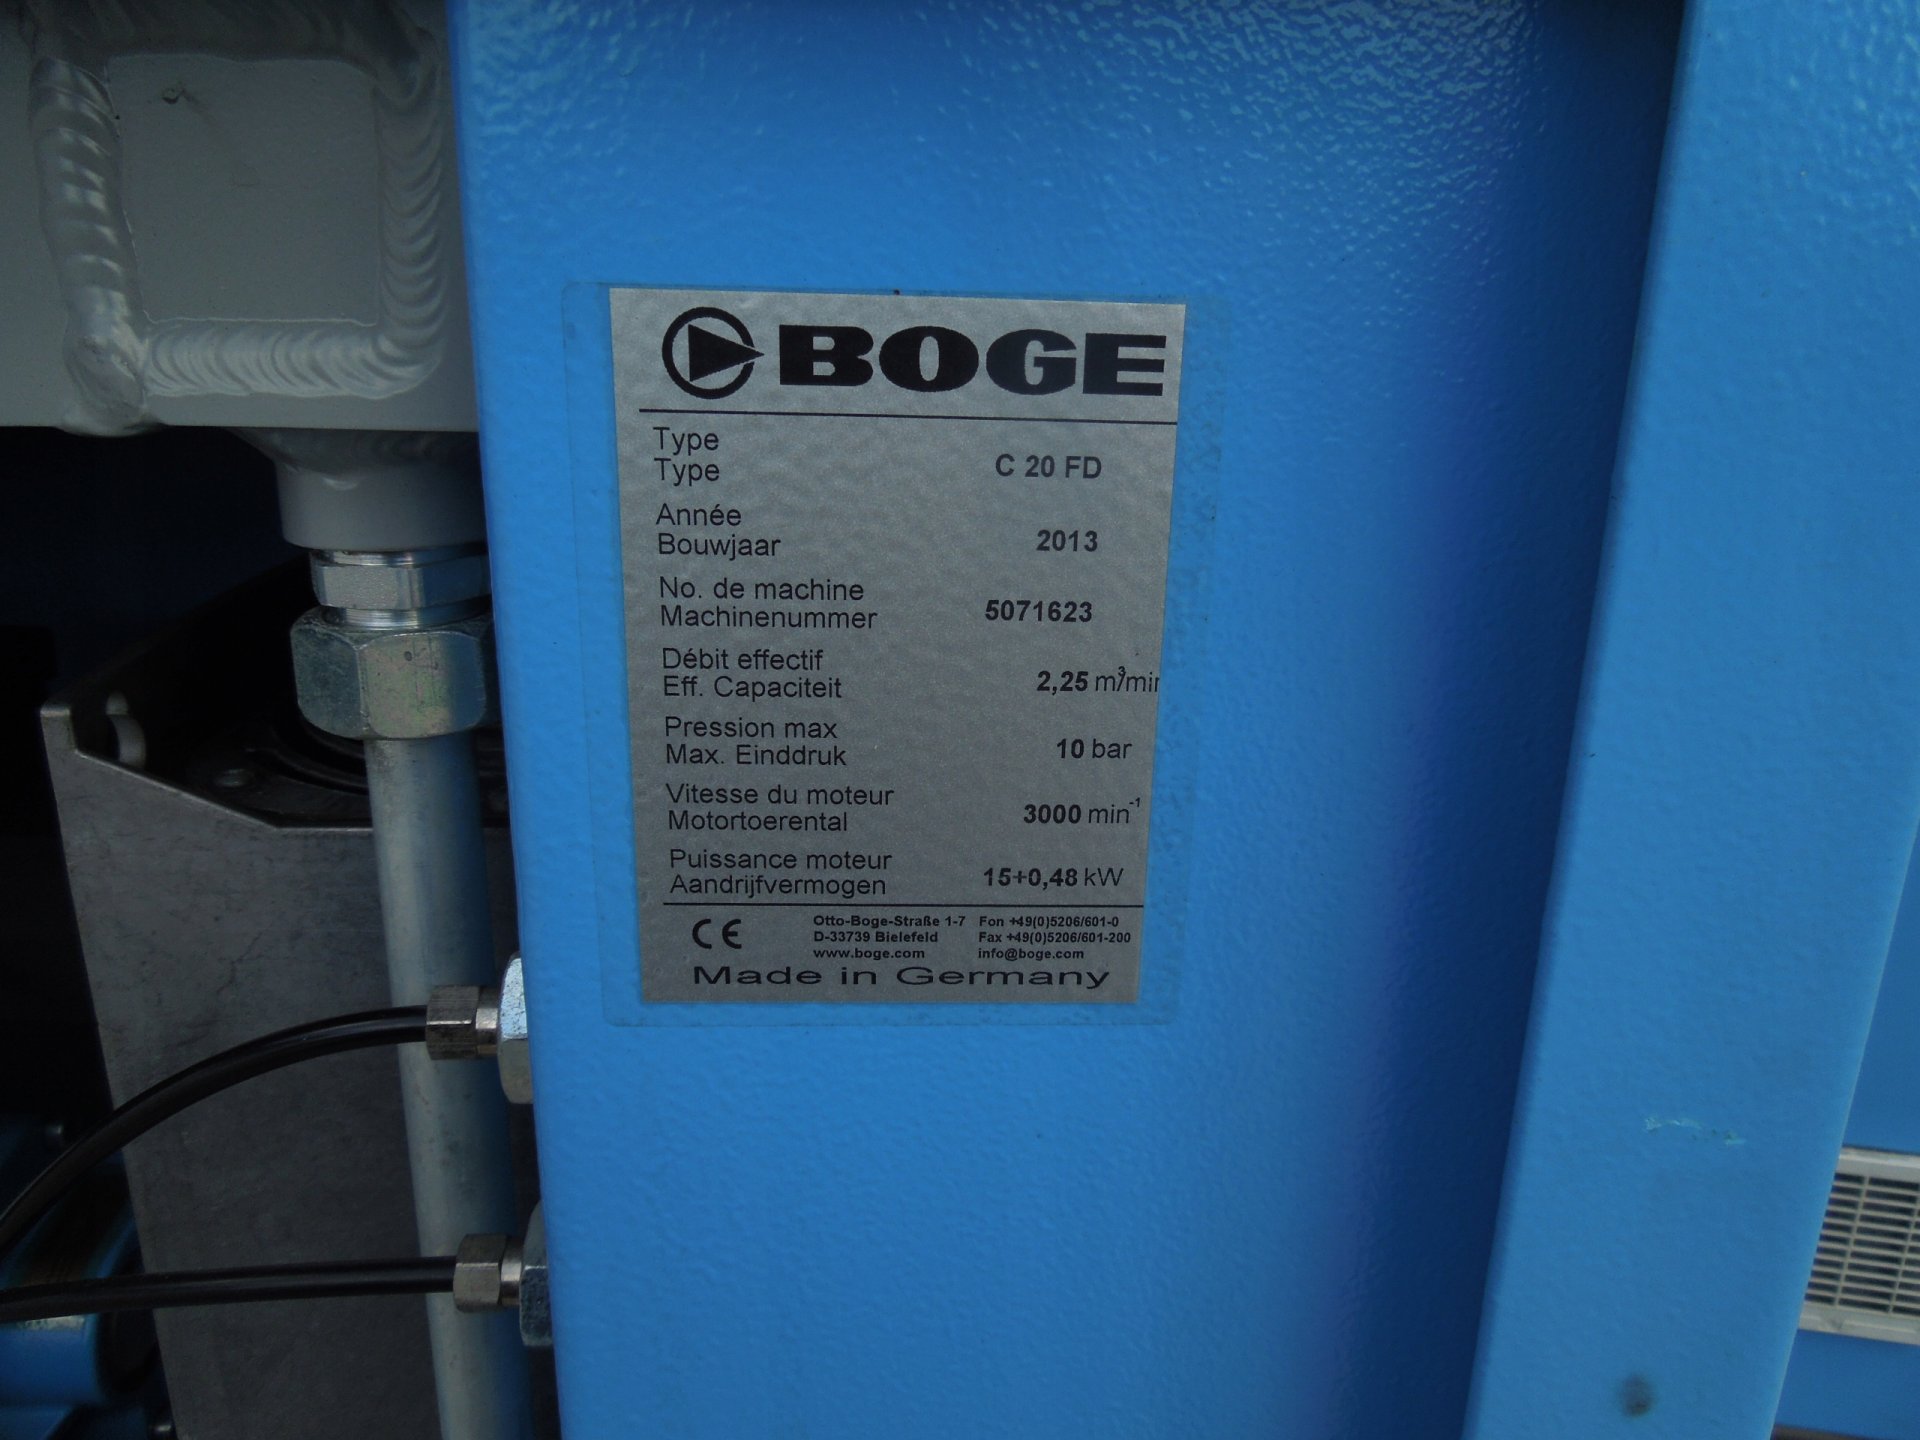 BOGE
Type
Type C 20 FD
Année
Bouwjaar 2013
No. de machine
Machinenummer 5071623
Débit effectif
Eff. Capaciteit 2,25 m³/min
Pression max
Max. Einddruk 10 bar
Vitesse du moteur
Motortoerental 3000 min⁻¹
Puissance moteur
Aandrijfvermogen 15+0,48 kW
CE
Otto-Boge-Straße 1-7 Fon +49(0)5206/601-0
D-33739 Bielefeld Fax +49(0)5206/601-200
www.boge.com info@boge.com
Made in Germany